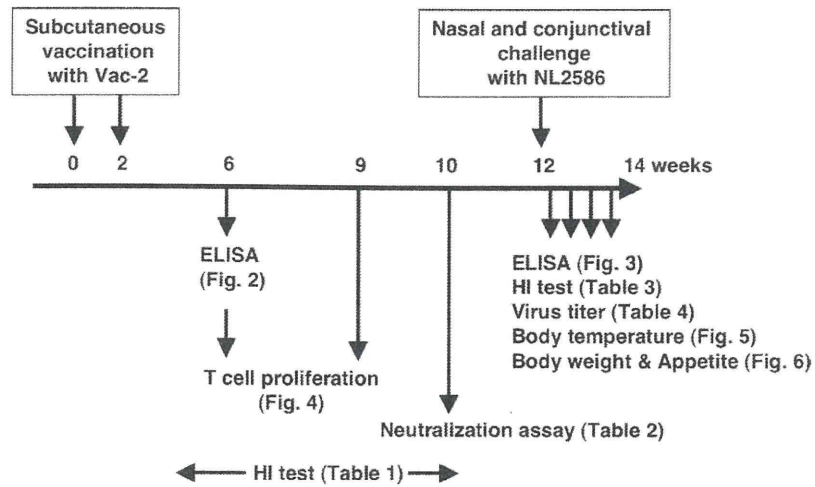 Subcutaneous
vaccination
with Vac-2
Nasal and conjunctival
challenge
with NL2586
0 2 6 9 10 12 14 weeks
ELISA
(Fig. 2)
T cell proliferation
(Fig. 4)
ELISA (Fig. 3)
HI test (Table 3)
Virus titer (Table 4)
Body temperature (Fig. 5)
Body weight & Appetite (Fig. 6)
Neutralization assay (Table 2)
HI test (Table 1)